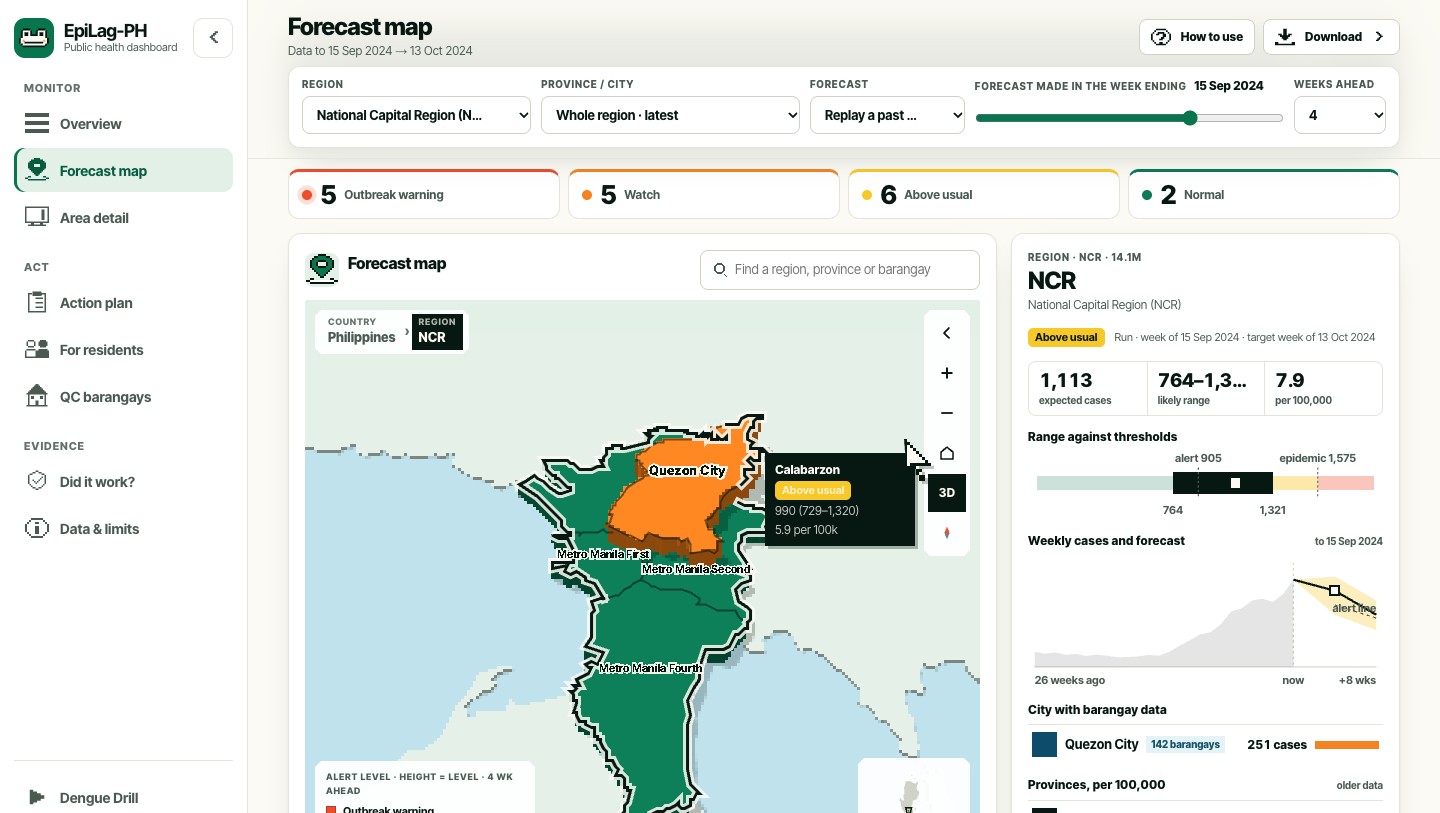 EpiLag-PH
Public health dashboard
MONITOR
Overview
Forecast map
Area detail
ACT
Action plan
For residents
QC barangays
EVIDENCE
Did it work?
Data & limits
Dengue Drill
Forecast map
Data to 15 Sep 2024 → 13 Oct 2024
How to use
Download
REGION
National Capital Region (N...
PROVINCE / CITY
Whole region · latest
FORECAST
Replay a past ...
FORECAST MADE IN THE WEEK ENDING 15 Sep 2024
WEEKS AHEAD
4
5 Outbreak warning
5 Watch
6 Above usual
2 Normal
Forecast map
Find a region, province or barangay
COUNTRY
Philippines
›
REGION
NCR
3D
Quezon City
Metro Manila First
Metro Manila Second
Metro Manila Fourth
Calabarzon
Above usual
990 (729–1,320)
5.9 per 100k
ALERT LEVEL · HEIGHT = LEVEL · 4 WK
AHEAD
Outbreak warning
REGION · NCR · 14.1M
NCR
National Capital Region (NCR)
Above usual Run · week of 15 Sep 2024 · target week of 13 Oct 2024
1,113
expected cases
764–1,3...
likely range
7.9
per 100,000
Range against thresholds
alert 905 epidemic 1,575
764 1,321
Weekly cases and forecast to 15 Sep 2024
alert line
26 weeks ago now +8 wks
City with barangay data
Quezon City 142 barangays 251 cases
Provinces, per 100,000 older data